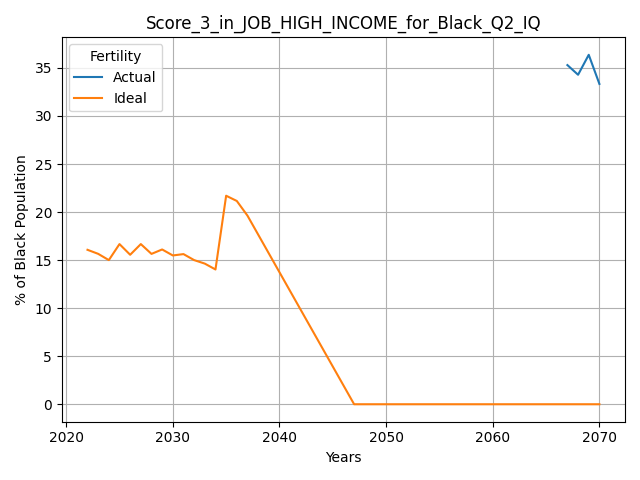 Score_3_in_JOB_HIGH_INCOME_for_Black_Q2_IQ
Fertility
Actual
Ideal
% of Black Population
35
30
25
20
15
10
5
0
2020 2030 2040 2050 2060 2070
Years